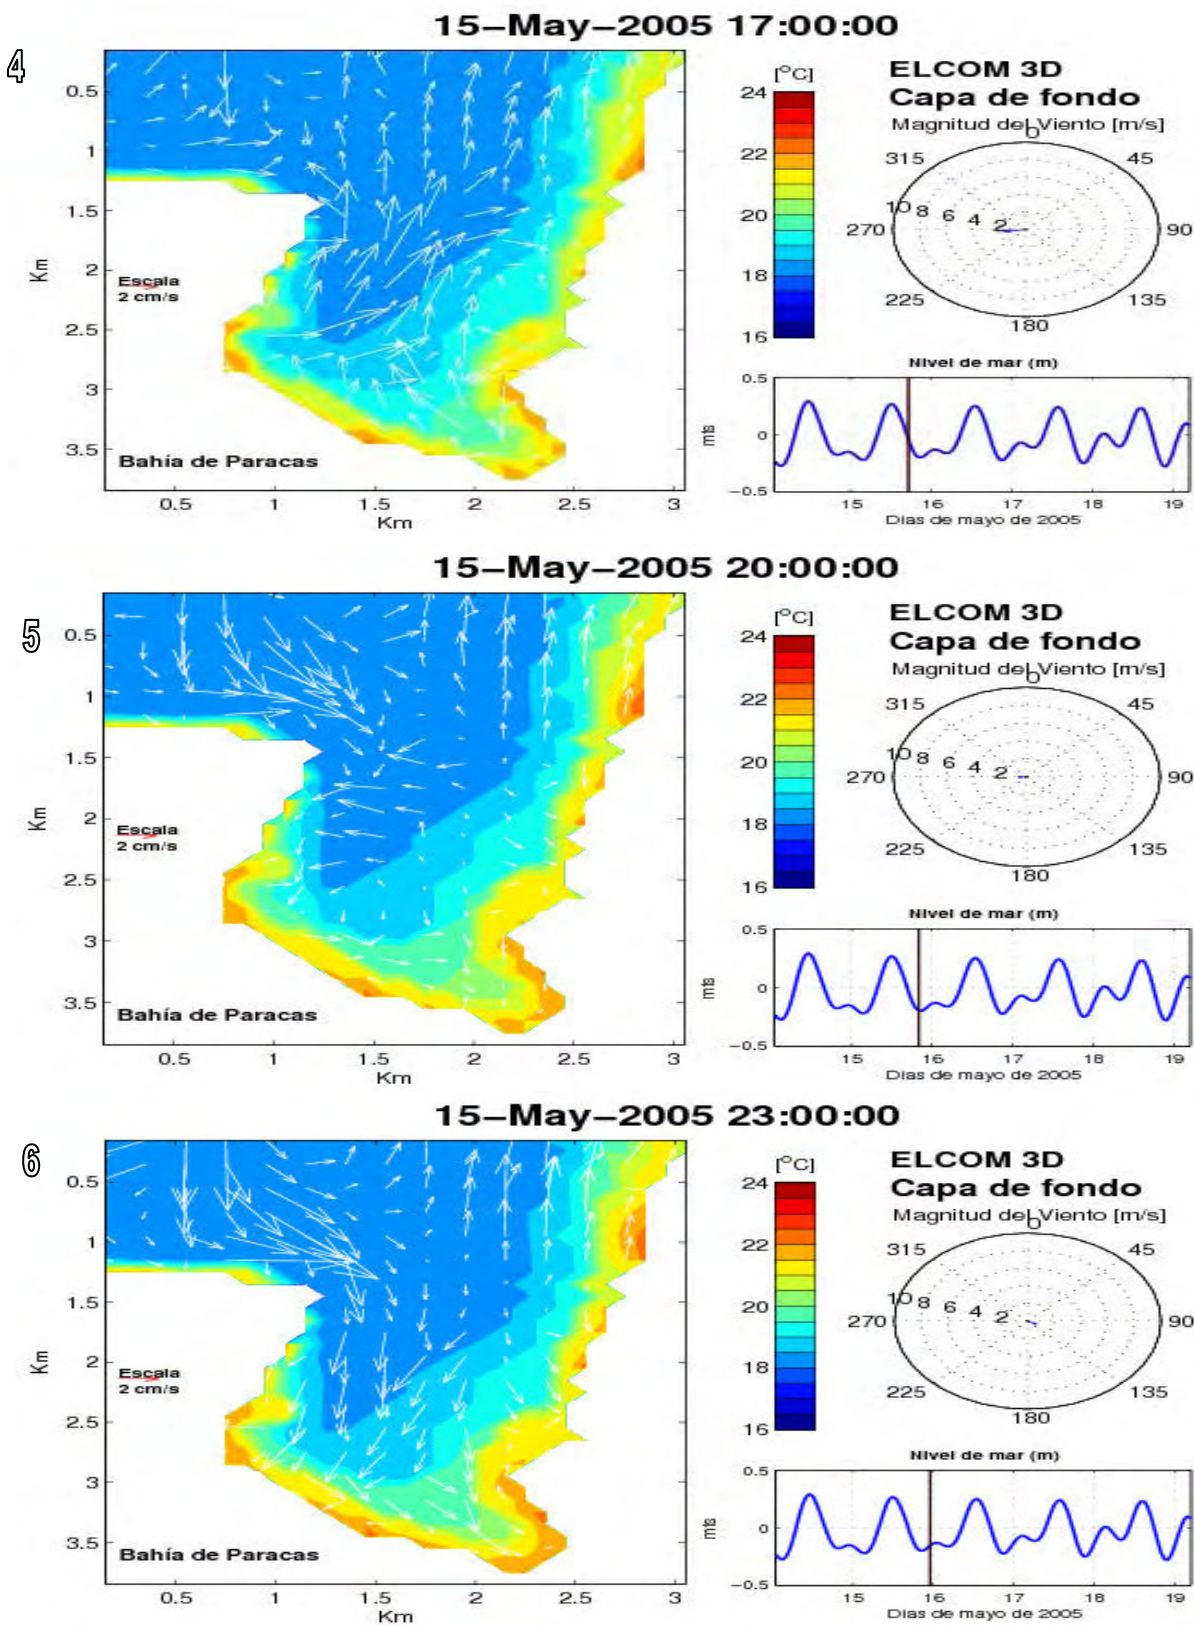 15-May-2005 17:00:00
4
[°C]
ELCOM 3D
Capa de fondo
Magnitud del Viento [m/s]
0
315
45
10 8 6 4 2
270
90
225
135
180
24
22
20
18
16
0.5
1
1.5
2
2.5
3
3.5
Km
Escala
2 cm/s
Bahía de Paracas
0.5 1 1.5 2 2.5 3
Km
Nivel de mar (m)
0.5
0
-0.5
mts
15 16 17 18 19
Dias de mayo de 2005
15-May-2005 20:00:00
5
[°C]
ELCOM 3D
Capa de fondo
Magnitud del Viento [m/s]
0
315
45
10 8 6 4 2
270
90
225
135
180
24
22
20
18
16
0.5
1
1.5
2
2.5
3
3.5
Km
Escala
2 cm/s
Bahía de Paracas
0.5 1 1.5 2 2.5 3
Km
Nivel de mar (m)
0.5
0
-0.5
mts
15 16 17 18 19
Dias de mayo de 2005
15-May-2005 23:00:00
6
[°C]
ELCOM 3D
Capa de fondo
Magnitud del Viento [m/s]
0
315
45
10 8 6 4 2
270
90
225
135
180
24
22
20
18
16
0.5
1
1.5
2
2.5
3
3.5
Km
Escala
2 cm/s
Bahía de Paracas
0.5 1 1.5 2 2.5 3
Km
Nivel de mar (m)
0.5
0
-0.5
mts
15 16 17 18 19
Dias de mayo de 2005